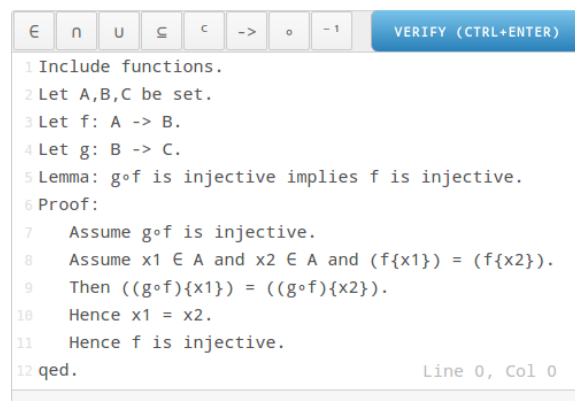 ∈ ∩ ∪ ⊆ ᶜ -> ∘ ⁻¹ VERIFY (CTRL+ENTER)
1 Include functions.
2 Let A,B,C be set.
3 Let f: A -> B.
4 Let g: B -> C.
5 Lemma: g∘f is injective implies f is injective.
6 Proof:
7 Assume g∘f is injective.
8 Assume x1 ∈ A and x2 ∈ A and (f{x1}) = (f{x2}).
9 Then ((g∘f){x1}) = ((g∘f){x2}).
10 Hence x1 = x2.
11 Hence f is injective.
12 qed. Line 0, Col 0